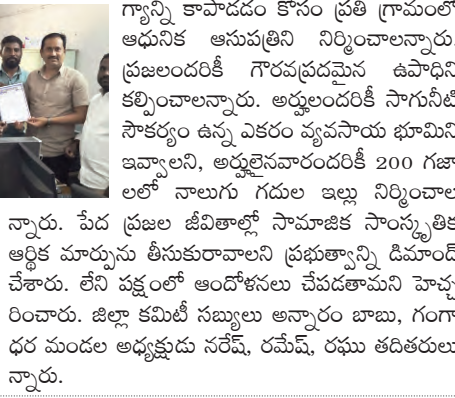 గ్యాన్ని కాపాడడం కోసం ప్రతి గ్రామంలో
ఆధునిక ఆసుపత్రిని నిర్మించాలన్నారు.
ప్రజలందరికీ గౌరవప్రదమైన ఉపాధిని
కల్పించాలన్నారు. అర్హులందరికీ సాగునీటి
సౌకర్యం ఉన్న ఎకరం వ్యవసాయ భూమిని
ఇవ్వాలని, అర్హులైనవారందరికీ 200 గజా
లలో నాలుగు గదుల ఇల్లు నిర్మించాల
న్నారు. పేద ప్రజల జీవితాల్లో సామాజిక సాంస్కృతిక
ఆర్థిక మార్పును తీసుకురావాలని ప్రభుత్వాన్ని డిమాండ్
చేశారు. లేని పక్షంలో ఆందోళనలు చేపడతామని హెచ్చ
రించారు. జిల్లా కమిటీ సబ్యులు అన్నారం బాబు, గంగా
ధర మండల అధ్యక్షుడు నరేష్, రమేష్, రఘు తదితరులు
న్నారు.